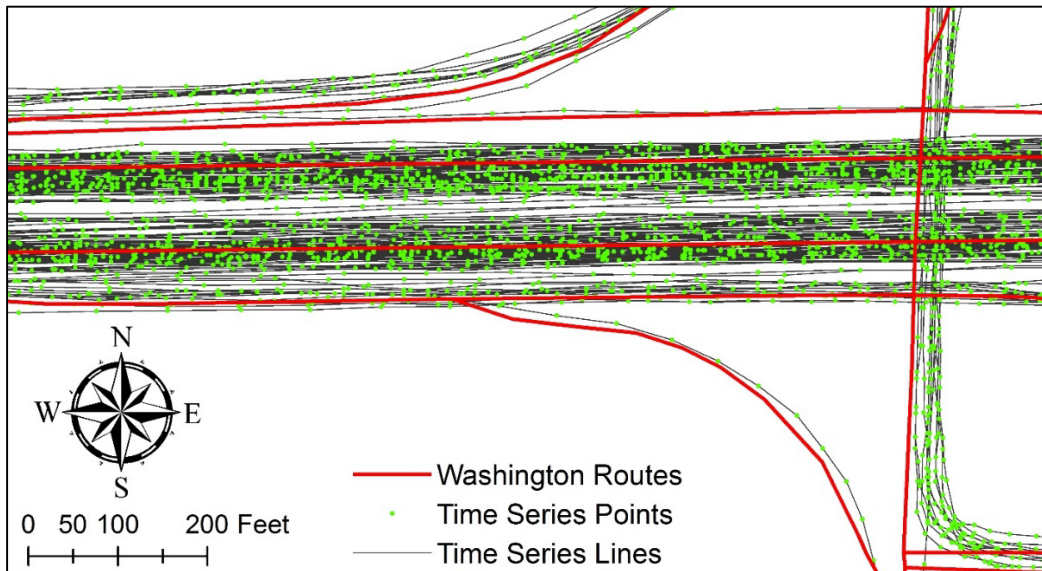 N
W E
S
0 50 100 200 Feet
Washington Routes
Time Series Points
Time Series Lines